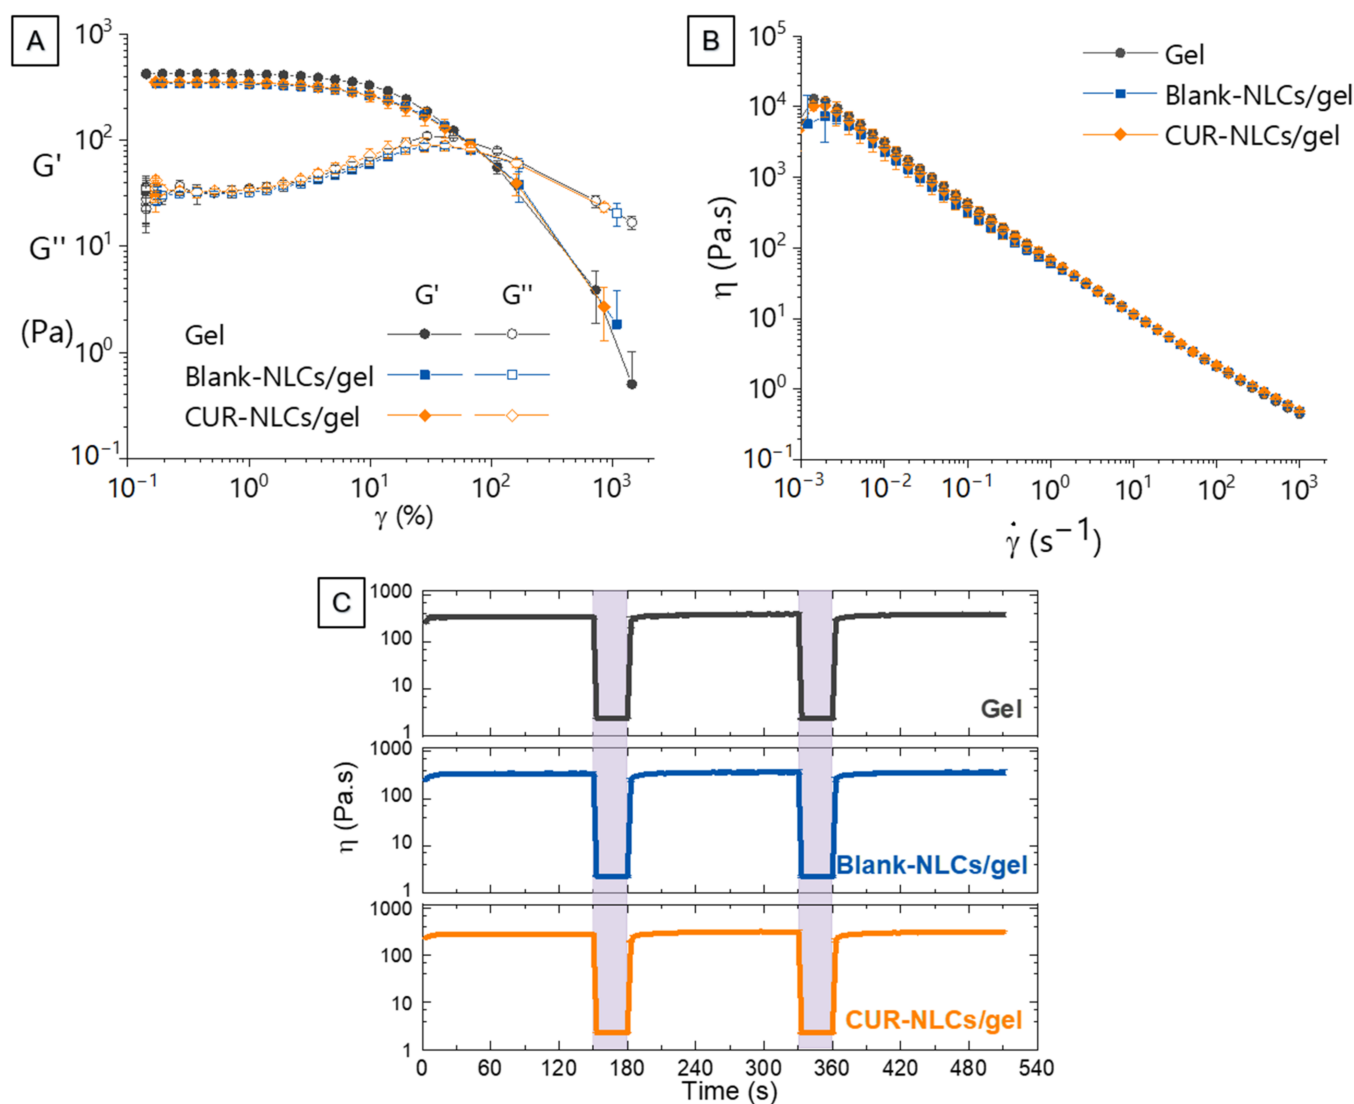 A
10³
10²
G'
G''
10¹
(Pa)
10⁰
10⁻¹
G' G''
Gel
Blank-NLCs/gel
CUR-NLCs/gel
10⁻¹ 10⁰ 10¹ 10² 10³
γ (%)
B
10⁵
10⁴
10³
10²
10¹
10⁰
10⁻¹
η (Pa.s)
Gel
Blank-NLCs/gel
CUR-NLCs/gel
10⁻³ 10⁻² 10⁻¹ 10⁰ 10¹ 10² 10³
γ̇ (s⁻¹)
C
1000
100
10
1
Gel
1000
100
10
1
η (Pa.s)
Blank-NLCs/gel
1000
100
10
1
CUR-NLCs/gel
0 60 120 180 240 300 360 420 480 540
Time (s)